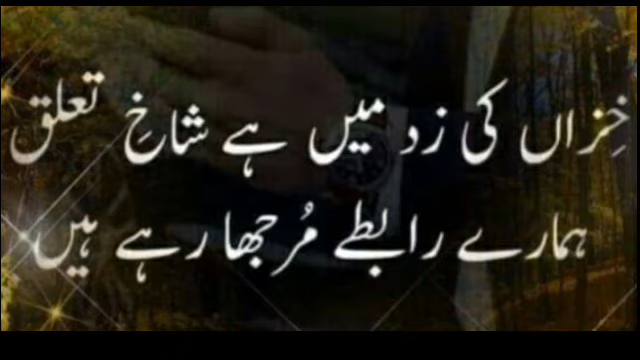 خِزاں کی زد میں ہے شاخِ تعلق
ہمارے رابطے مُرجھا رہے ہیں